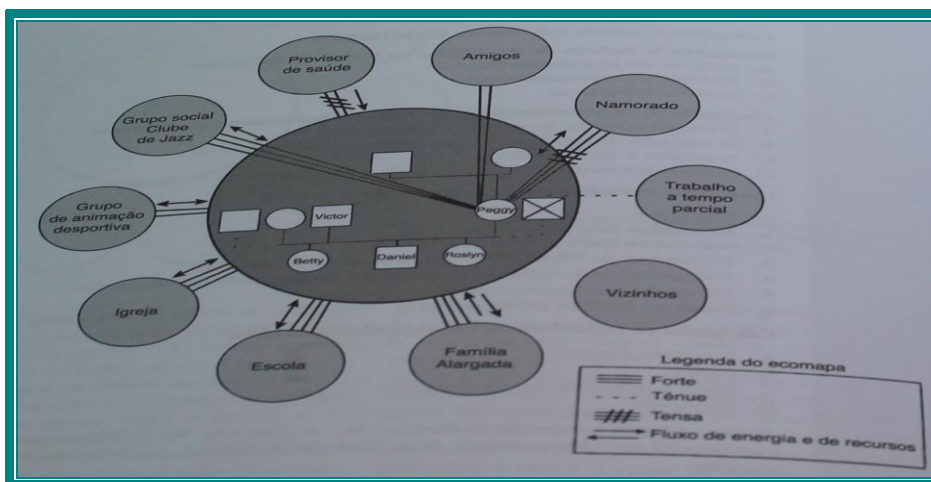 Provisor
de saúde
Amigos
Namorado
Grupo social
Clube
de Jazz
Grupo
de animação
desportiva
Peggy
Trabalho
a tempo
parcial
Victor
Betty
Daniel
Roslyn
Vizinhos
Igreja
Escola
Família
Alargada
Legenda do ecomapa
Forte
Ténue
Tensa
Fluxo de energia e de recursos